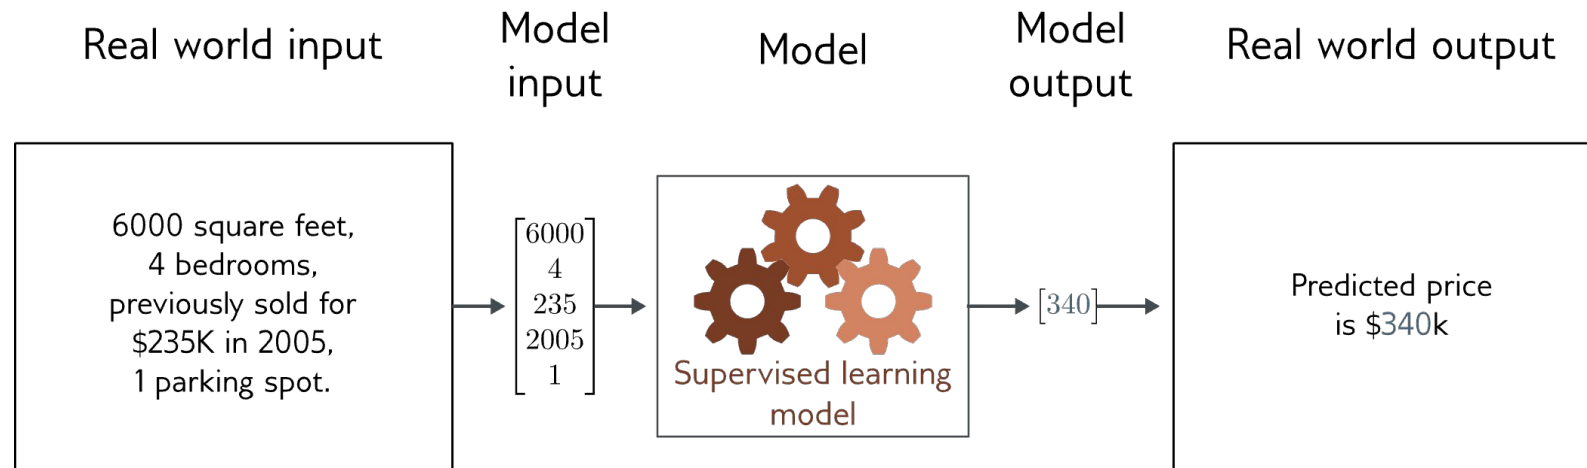 Real world input
Model
input
Model
Model
output
Real world output
6000 square feet,
4 bedrooms,
previously sold for
$235K in 2005,
1 parking spot.
6000
4
235
2005
1
Supervised learning
model
[340]
Predicted price
is $340k